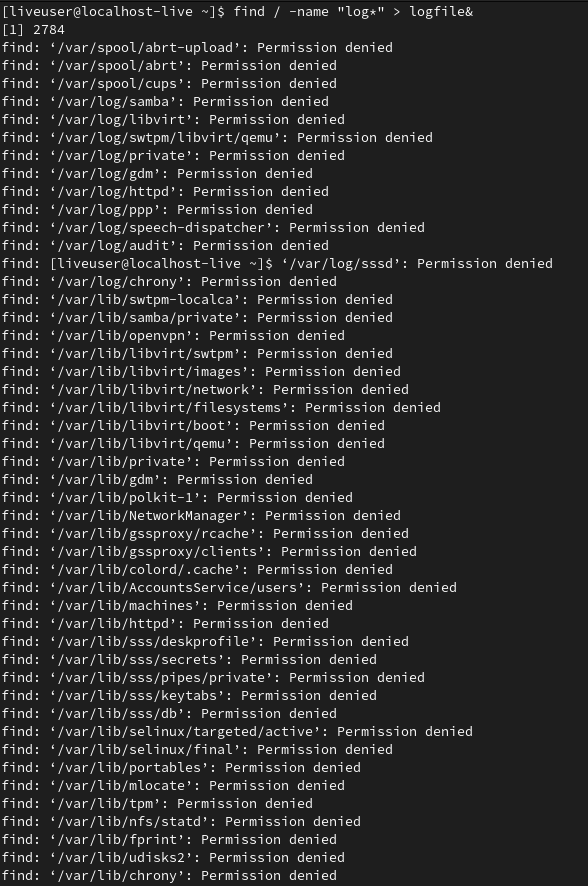 [liveuser@localhost-live ~]$ find / -name "log*" > logfile&
[1] 2784
find: ‘/var/spool/abrt-upload’: Permission denied
find: ‘/var/spool/abrt’: Permission denied
find: ‘/var/spool/cups’: Permission denied
find: ‘/var/log/samba’: Permission denied
find: ‘/var/log/libvirt’: Permission denied
find: ‘/var/log/swtpm/libvirt/qemu’: Permission denied
find: ‘/var/log/private’: Permission denied
find: ‘/var/log/gdm’: Permission denied
find: ‘/var/log/httpd’: Permission denied
find: ‘/var/log/ppp’: Permission denied
find: ‘/var/log/speech-dispatcher’: Permission denied
find: ‘/var/log/audit’: Permission denied
find: [liveuser@localhost-live ~]$ ‘/var/log/sssd’: Permission denied
find: ‘/var/log/chrony’: Permission denied
find: ‘/var/lib/swtpm-localca’: Permission denied
find: ‘/var/lib/samba/private’: Permission denied
find: ‘/var/lib/openvpn’: Permission denied
find: ‘/var/lib/libvirt/swtpm’: Permission denied
find: ‘/var/lib/libvirt/images’: Permission denied
find: ‘/var/lib/libvirt/network’: Permission denied
find: ‘/var/lib/libvirt/filesystems’: Permission denied
find: ‘/var/lib/libvirt/boot’: Permission denied
find: ‘/var/lib/libvirt/qemu’: Permission denied
find: ‘/var/lib/private’: Permission denied
find: ‘/var/lib/gdm’: Permission denied
find: ‘/var/lib/polkit-1’: Permission denied
find: ‘/var/lib/NetworkManager’: Permission denied
find: ‘/var/lib/gssproxy/rcache’: Permission denied
find: ‘/var/lib/gssproxy/clients’: Permission denied
find: ‘/var/lib/colord/.cache’: Permission denied
find: ‘/var/lib/AccountsService/users’: Permission denied
find: ‘/var/lib/machines’: Permission denied
find: ‘/var/lib/httpd’: Permission denied
find: ‘/var/lib/sss/deskprofile’: Permission denied
find: ‘/var/lib/sss/secrets’: Permission denied
find: ‘/var/lib/sss/pipes/private’: Permission denied
find: ‘/var/lib/sss/keytabs’: Permission denied
find: ‘/var/lib/sss/db’: Permission denied
find: ‘/var/lib/selinux/targeted/active’: Permission denied
find: ‘/var/lib/selinux/final’: Permission denied
find: ‘/var/lib/portables’: Permission denied
find: ‘/var/lib/mlocate’: Permission denied
find: ‘/var/lib/tpm’: Permission denied
find: ‘/var/lib/nfs/statd’: Permission denied
find: ‘/var/lib/fprint’: Permission denied
find: ‘/var/lib/udisks2’: Permission denied
find: ‘/var/lib/chrony’: Permission denied